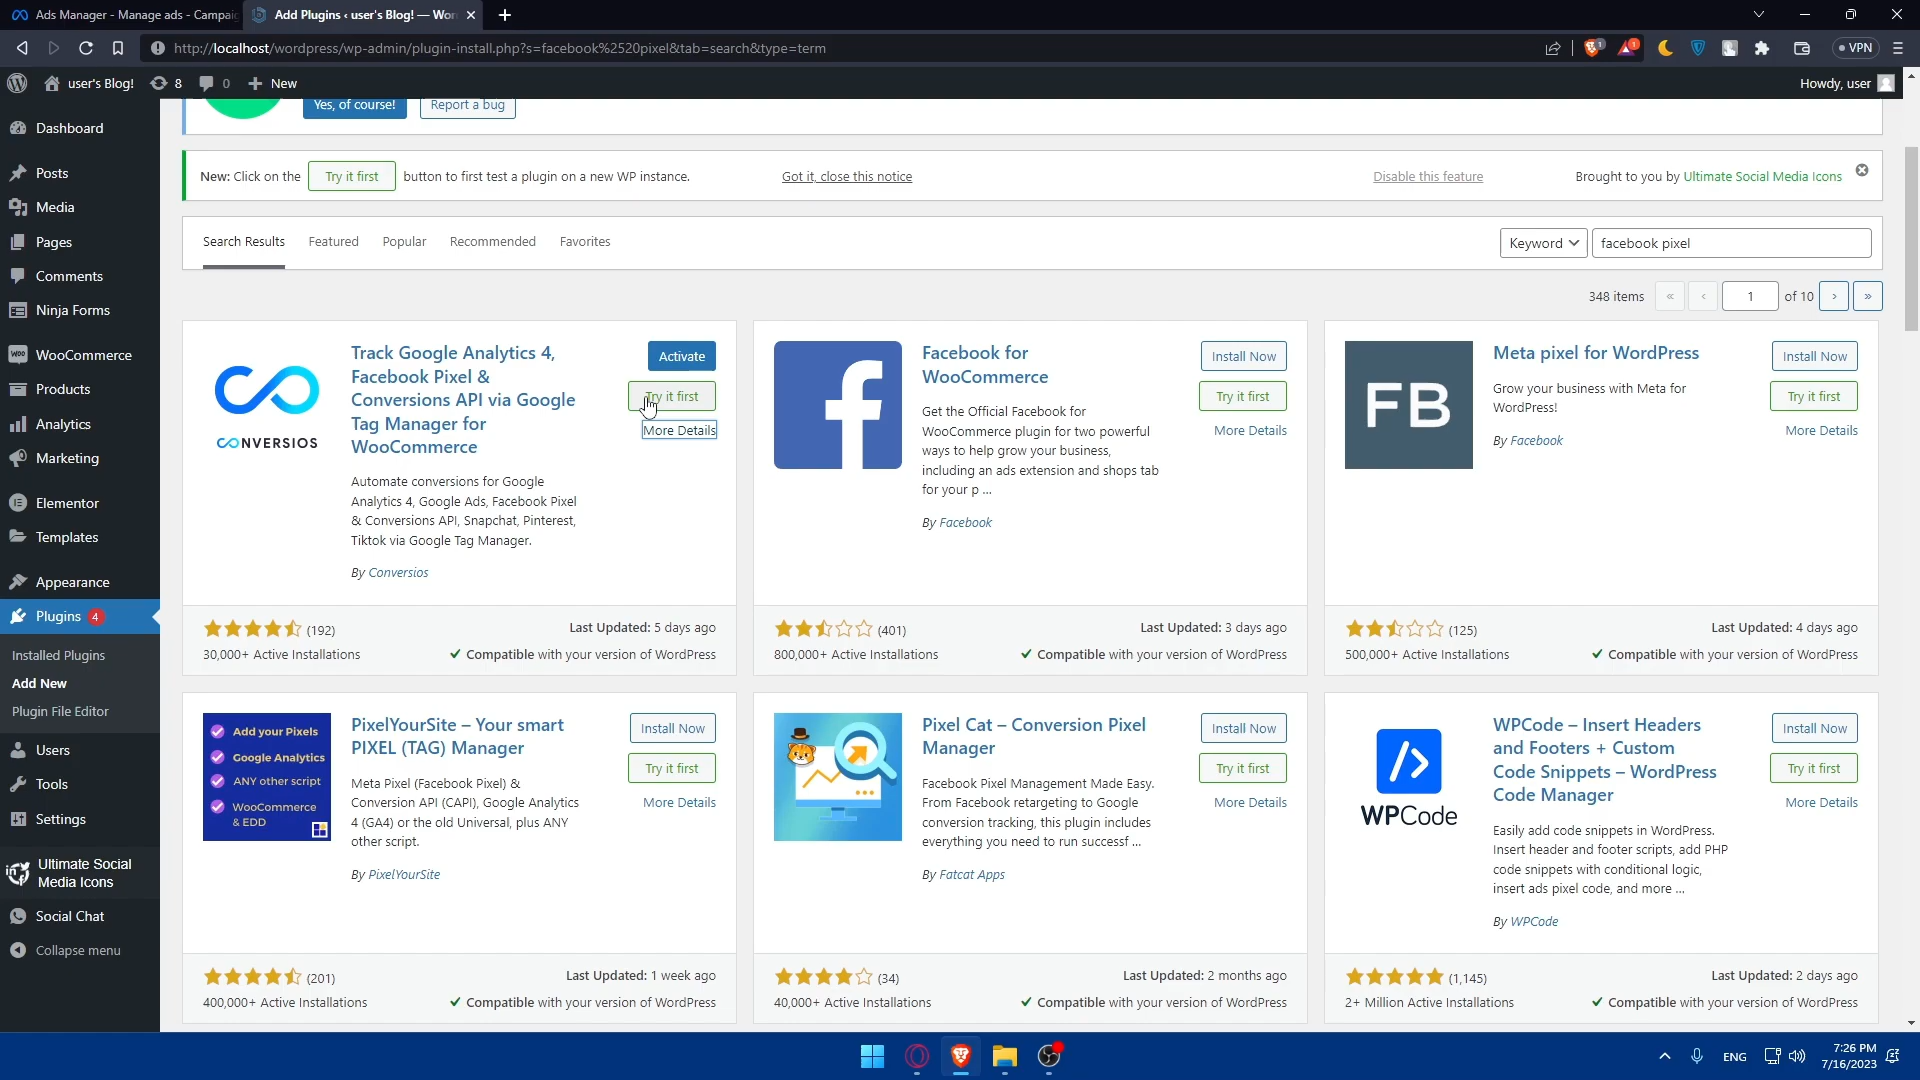 Ads Manager - Manage ads - Campaig
Add Plugins ‹ user's Blog! — Wor
http://localhost/wordpress/wp-admin/plugin-install.php?s=facebook%2520pixel&tab=search&type=term
1
1
VPN
user's Blog!
8
0
New
Howdy, user
Dashboard
Posts
Media
Pages
Comments
Ninja Forms
WooCommerce
Products
Analytics
Marketing
Elementor
Templates
Appearance
Plugins 4
Installed Plugins
Add New
Plugin File Editor
Users
Tools
Settings
Ultimate Social
Media Icons
Social Chat
Collapse menu
Yes, of course!
Report a bug
New: Click on the Try it first button to first test a plugin on a new WP instance.
Got it, close this notice
Disable this feature
Brought to you by Ultimate Social Media Icons
Search Results
Featured
Popular
Recommended
Favorites
Keyword
facebook pixel
348 items « ‹ 1 of 10 › »
CONVERSIOS
Track Google Analytics 4,
Facebook Pixel &
Conversions API via Google
Tag Manager for
WooCommerce
Activate
Try it first
More Details
Automate conversions for Google
Analytics 4, Google Ads, Facebook Pixel
& Conversions API, Snapchat, Pinterest,
Tiktok via Google Tag Manager.
By Conversios
(192)
Last Updated: 5 days ago
30,000+ Active Installations
Compatible with your version of WordPress
Facebook for
WooCommerce
Install Now
Try it first
More Details
Get the Official Facebook for
WooCommerce plugin for two powerful
ways to help grow your business,
including an ads extension and shops tab
for your p ...
By Facebook
(401)
Last Updated: 3 days ago
800,000+ Active Installations
Compatible with your version of WordPress
FB
Meta pixel for WordPress
Install Now
Try it first
More Details
Grow your business with Meta for
WordPress!
By Facebook
(125)
Last Updated: 4 days ago
500,000+ Active Installations
Compatible with your version of WordPress
Add your Pixels
Google Analytics
ANY other script
WooCommerce
& EDD
PixelYourSite – Your smart
PIXEL (TAG) Manager
Install Now
Try it first
More Details
Meta Pixel (Facebook Pixel) &
Conversion API (CAPI), Google Analytics
4 (GA4) or the old Universal, plus ANY
other script.
By PixelYourSite
(201)
Last Updated: 1 week ago
400,000+ Active Installations
Compatible with your version of WordPress
Pixel Cat – Conversion Pixel
Manager
Install Now
Try it first
More Details
Facebook Pixel Management Made Easy.
From Facebook retargeting to Google
conversion tracking, this plugin includes
everything you need to run successf ...
By Fatcat Apps
(34)
Last Updated: 2 months ago
40,000+ Active Installations
Compatible with your version of WordPress
WPCode
WPCode – Insert Headers
and Footers + Custom
Code Snippets – WordPress
Code Manager
Install Now
Try it first
More Details
Easily add code snippets in WordPress.
Insert header and footer scripts, add PHP
code snippets with conditional logic,
insert ads pixel code, and more ...
By WPCode
(1,145)
Last Updated: 2 days ago
2+ Million Active Installations
Compatible with your version of WordPress
ENG
7:26 PM
7/16/2023